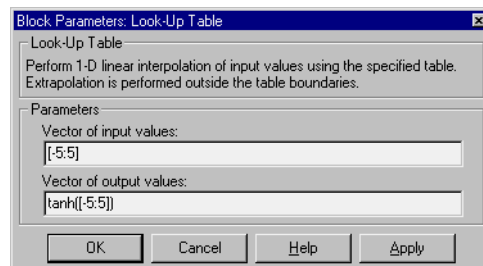 Block Parameters: Look-Up Table
Look-Up Table
Perform 1-D linear interpolation of input values using the specified table.
Extrapolation is performed outside the table boundaries.
Parameters
Vector of input values:
[-5:5]
Vector of output values:
tanh([-5:5])
OK Cancel Help Apply